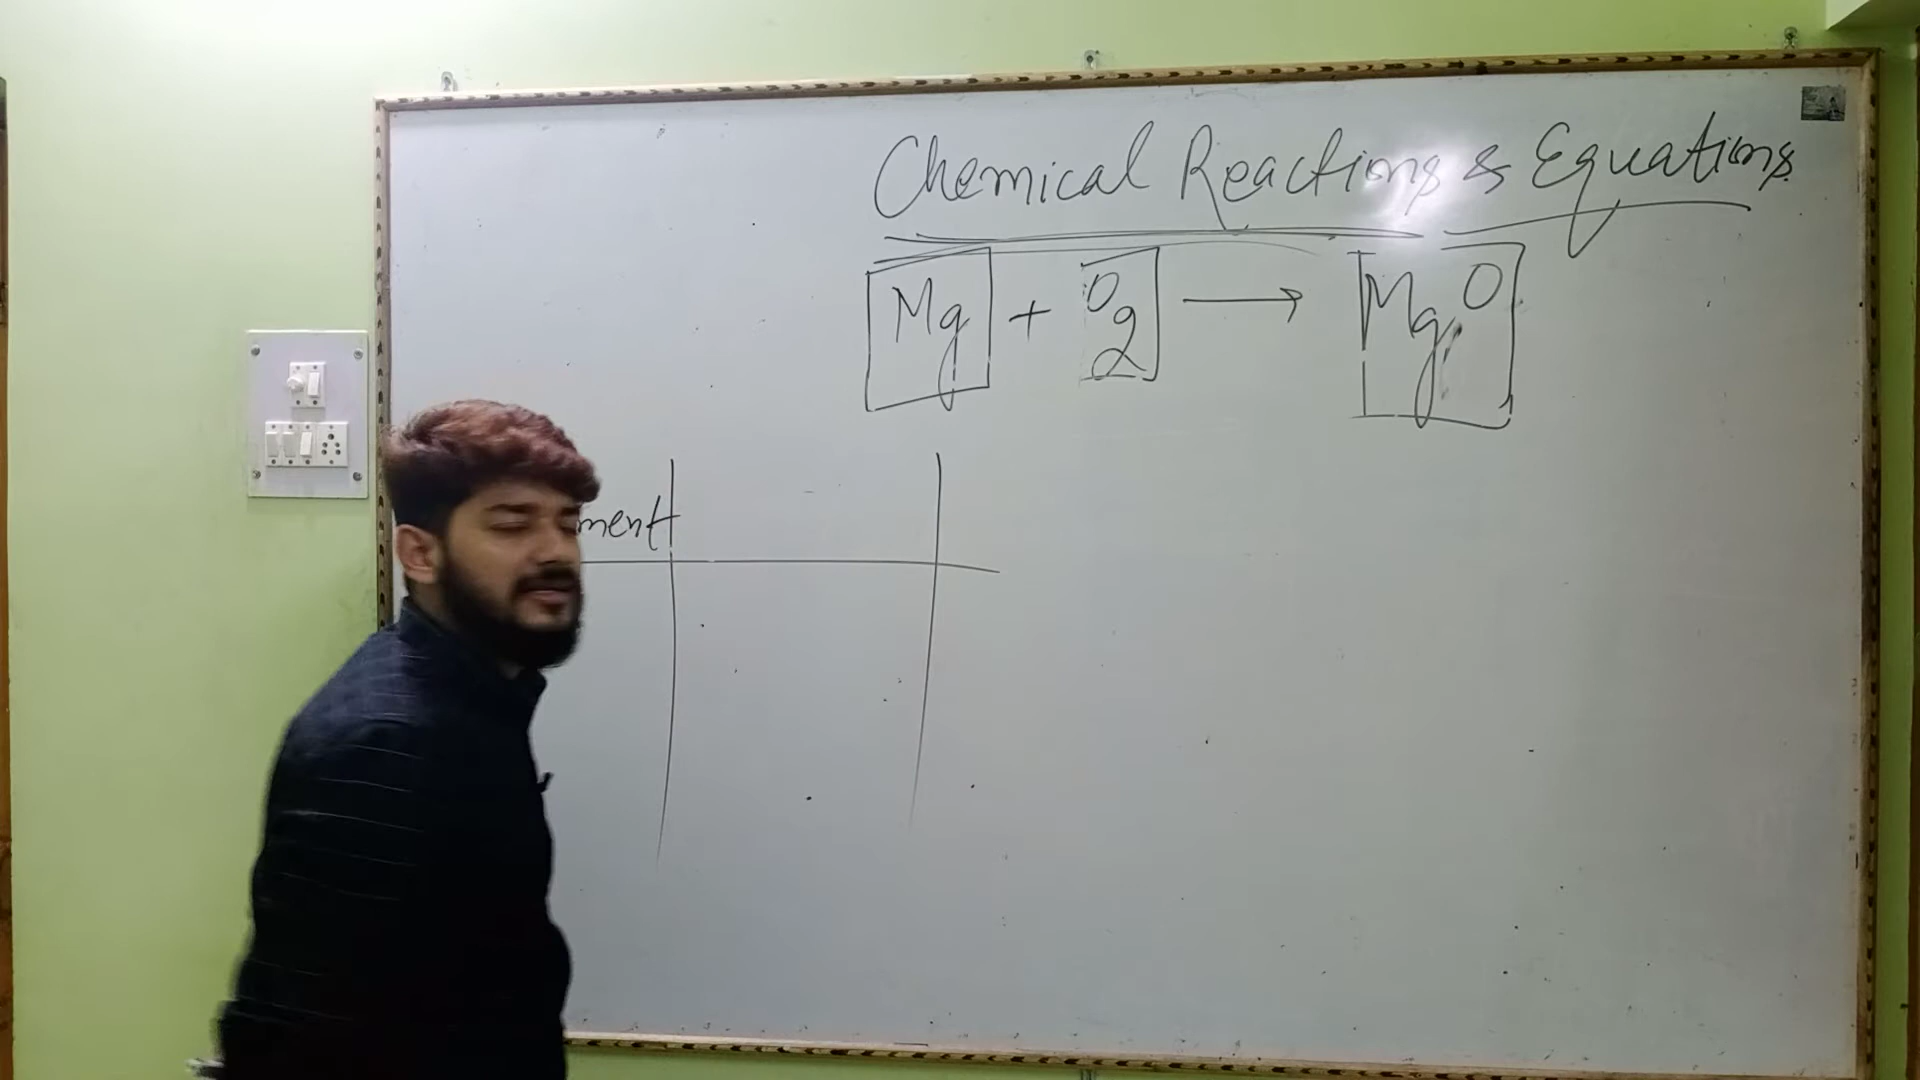 Chemical Reactions & Equations
Mg + O2 → MgO
ment